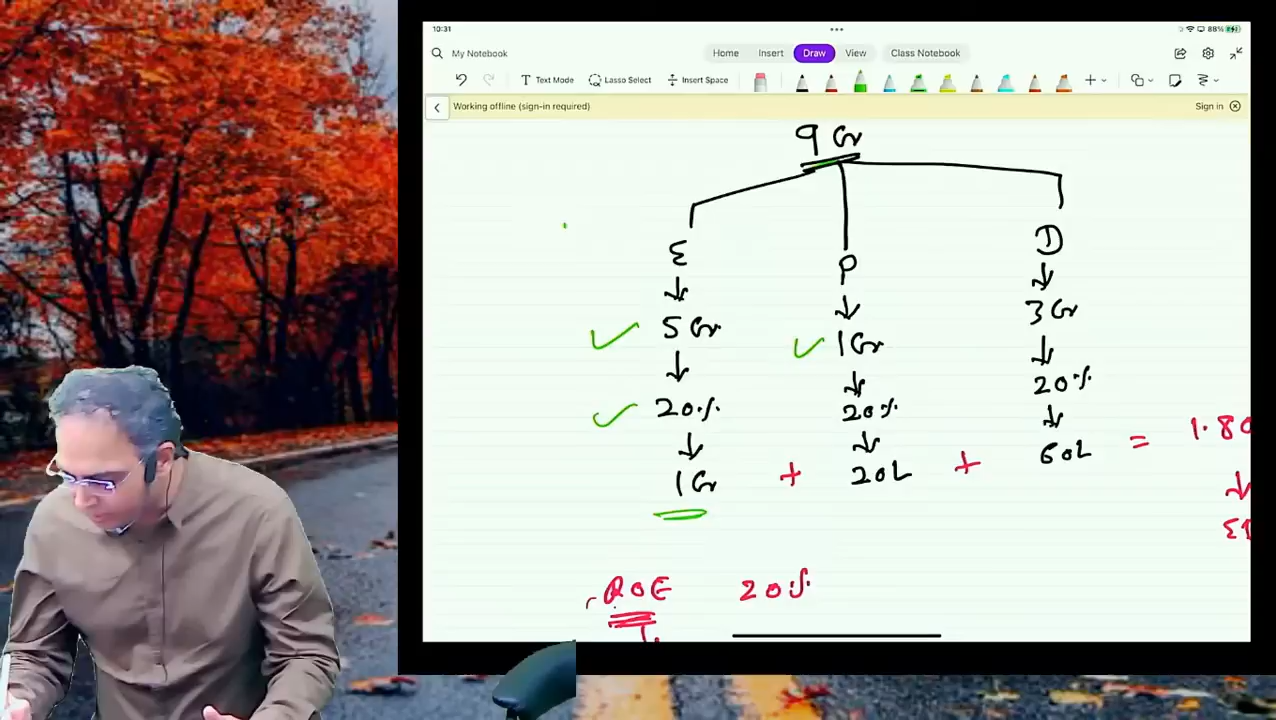 10:31
88%
My Notebook
Home Insert Draw View Class Notebook
Text Mode Lasso Select Insert Space
Working offline (sign-in required) Sign in
9 Cr
E P D
5 Cr 1 Cr 3 Cr
20% 20% 20%
1 Cr + 20L + 60L = 1.80
ROE 20%